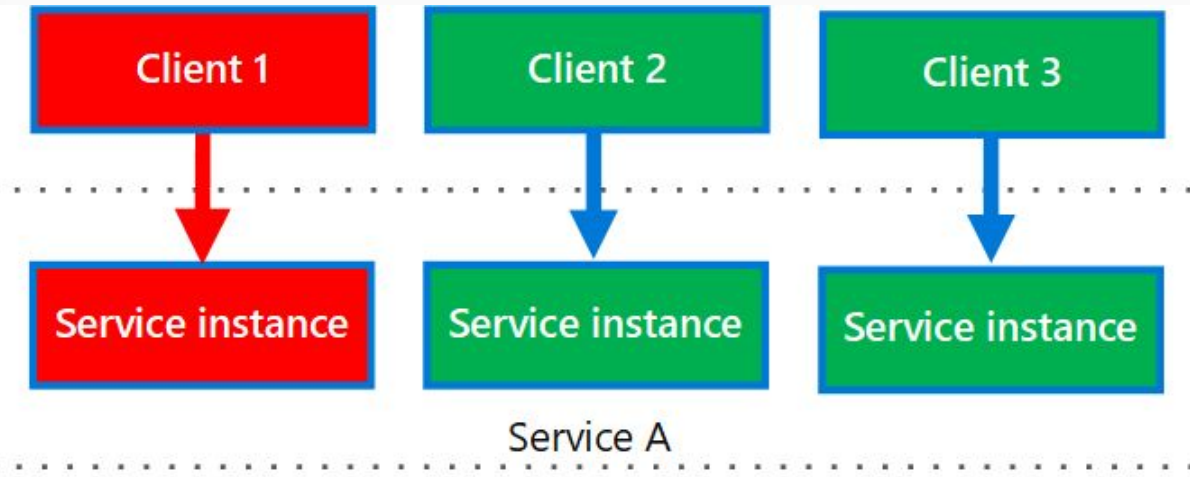 Client 1
Client 2
Client 3
Service instance
Service instance
Service instance
Service A